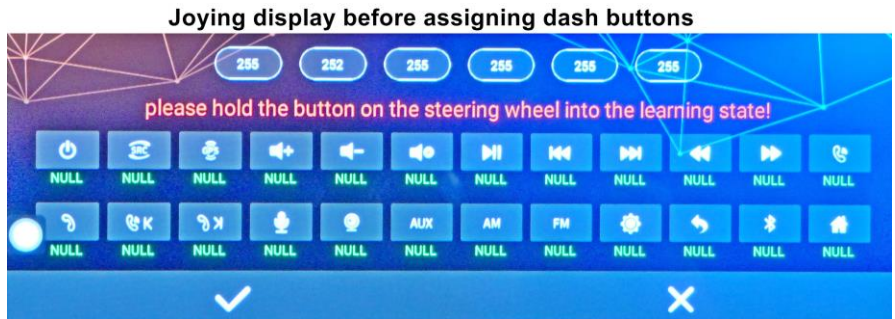 Joying display before assigning dash buttons
255 252 255 255 255 255
please hold the button on the steering wheel into the learning state!
NULL NULL NULL NULL NULL NULL NULL NULL NULL NULL NULL NULL
K K AUX AM FM
NULL NULL NULL NULL NULL NULL NULL NULL NULL NULL NULL NULL